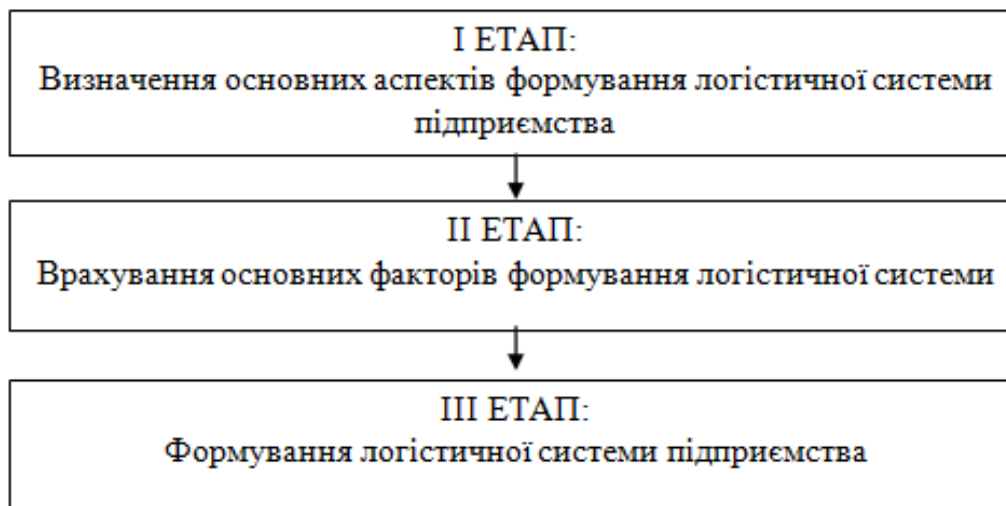 І ЕТАП:
Визначення основних аспектів формування логістичної системи
підприємства
ІІ ЕТАП:
Врахування основних факторів формування логістичної системи
ІІІ ЕТАП:
Формування логістичної системи підприємства